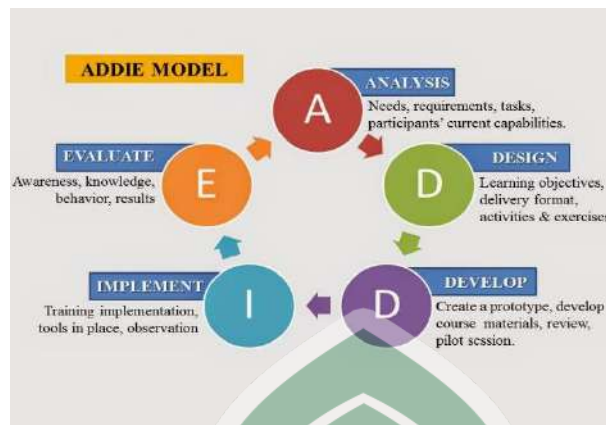 ADDIE MODEL
A
ANALYSIS
Needs, requirements, tasks,
participants' current capabilities.
D
DESIGN
Learning objectives,
delivery format,
activities & exercises
D
DEVELOP
Create a prototype, develop
course materials, review,
pilot session.
I
IMPLEMENT
Training implementation,
tools in place, observation
E
EVALUATE
Awareness, knowledge,
behavior, results